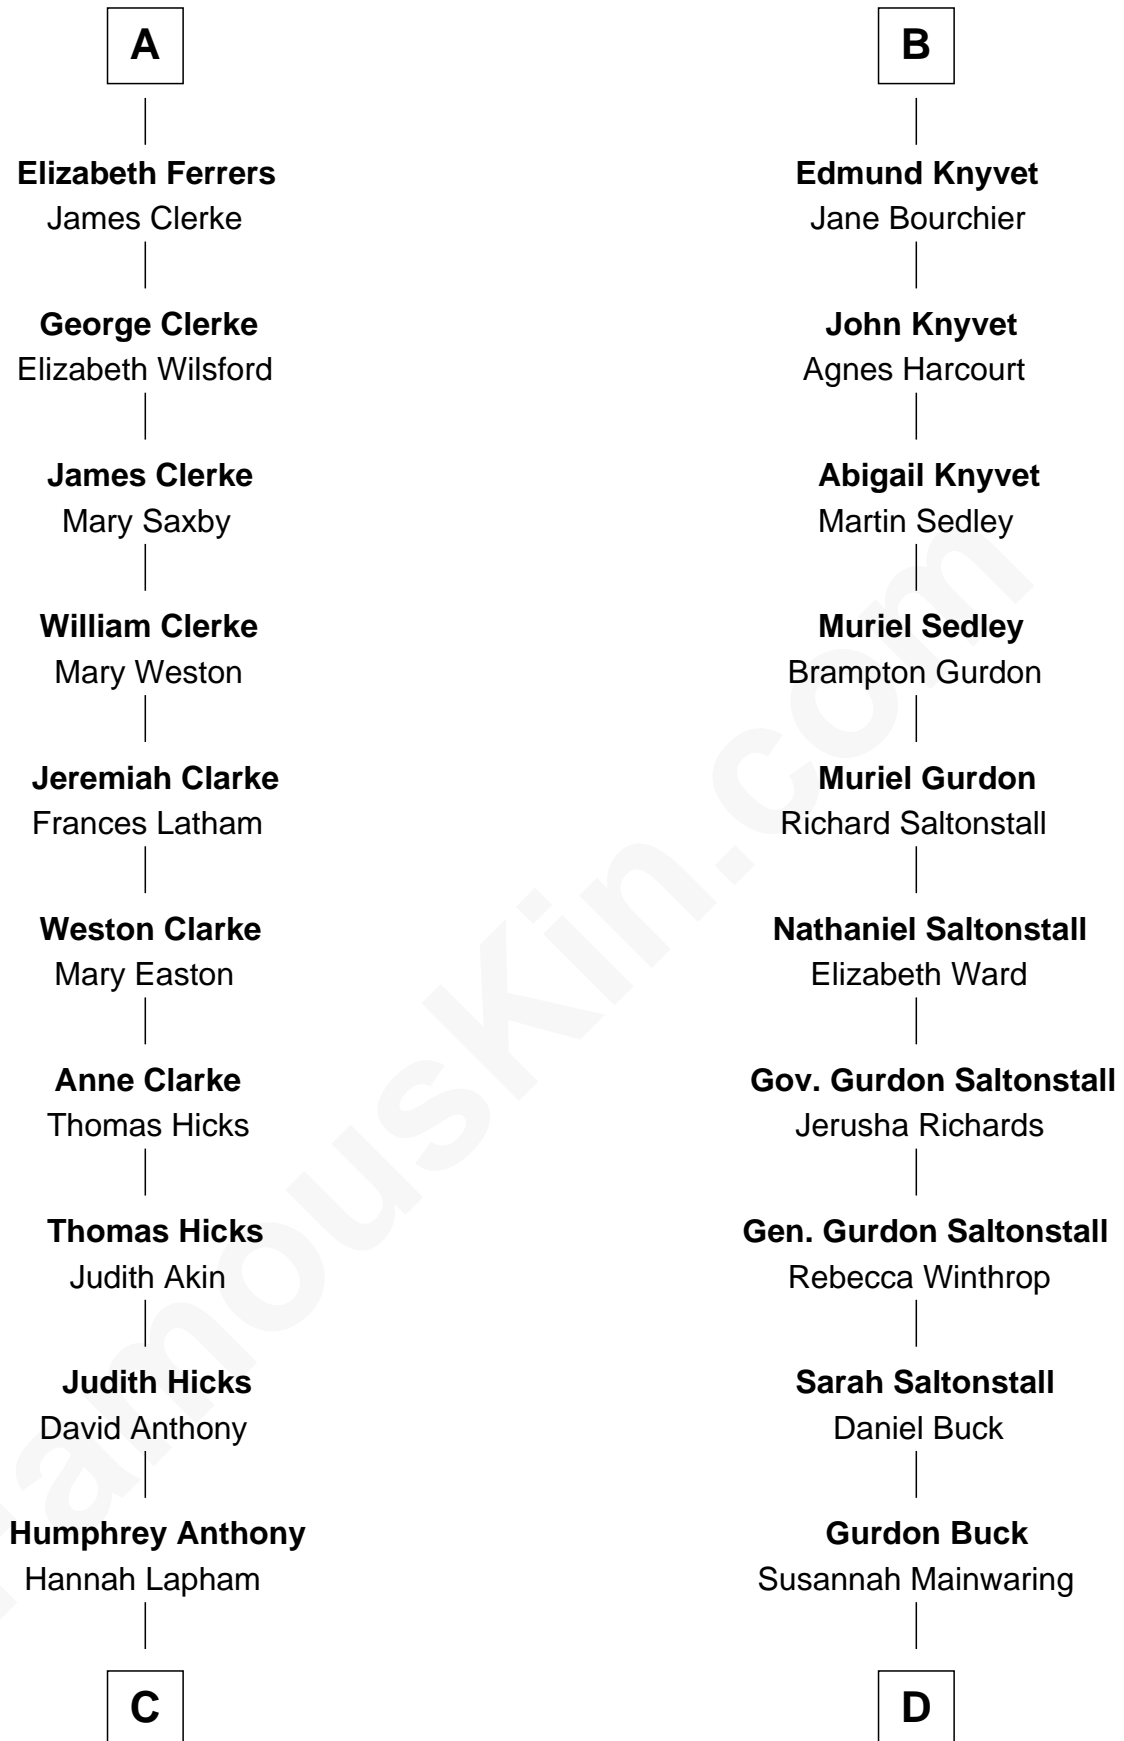 A
Elizabeth Ferrers
James Clerke
George Clerke
Elizabeth Wilsford
James Clerke
Mary Saxby
William Clerke
Mary Weston
Jeremiah Clarke
Frances Latham
Weston Clarke
Mary Easton
Anne Clarke
Thomas Hicks
Thomas Hicks
Judith Akin
Judith Hicks
David Anthony
Humphrey Anthony
Hannah Lapham
C
B
Edmund Knyvet
Jane Bourchier
John Knyvet
Agnes Harcourt
Abigail Knyvet
Martin Sedley
Muriel Sedley
Brampton Gurdon
Muriel Gurdon
Richard Saltonstall
Nathaniel Saltonstall
Elizabeth Ward
Gov. Gurdon Saltonstall
Jerusha Richards
Gen. Gurdon Saltonstall
Rebecca Winthrop
Sarah Saltonstall
Daniel Buck
Gurdon Buck
Susannah Mainwaring
D
FamousKin.com